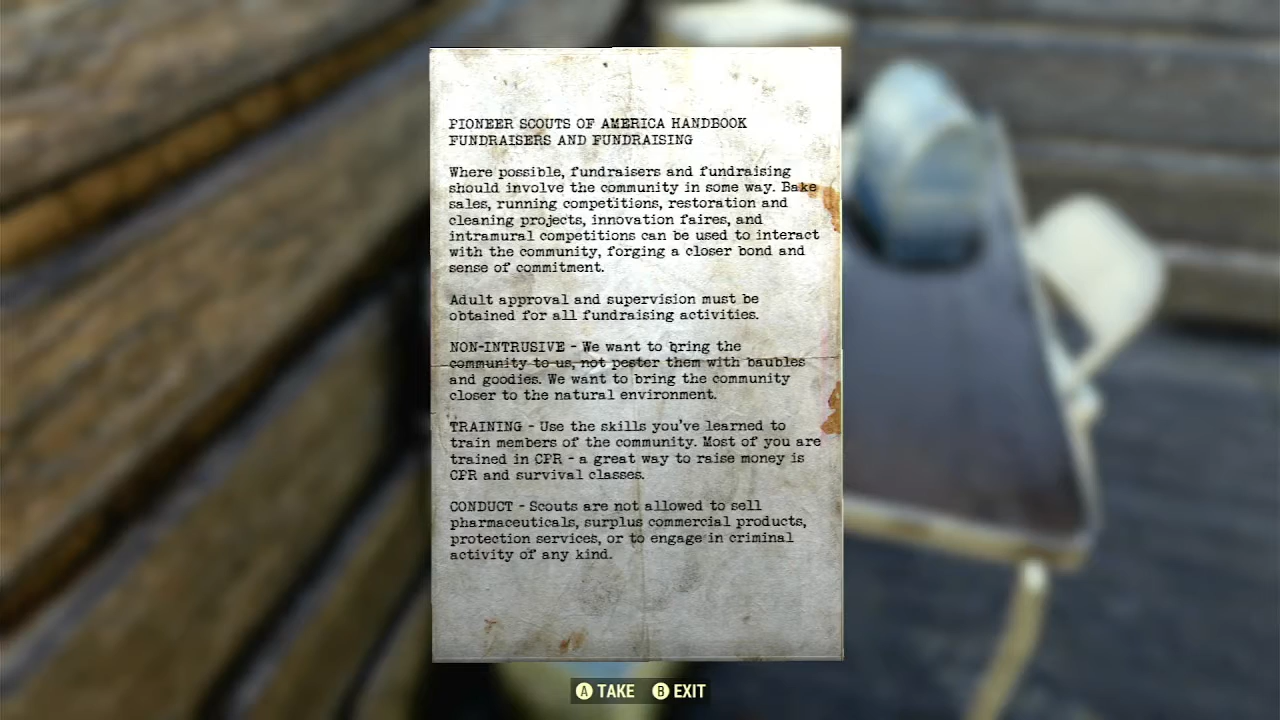 PIONEER SCOUTS OF AMERICA HANDBOOK
FUNDRAISERS AND FUNDRAISING
Where possible, fundraisers and fundraising
should involve the community in some way. Bake
sales, running competitions, restoration and
cleaning projects, innovation faires, and
intramural competitions can be used to interact
with the community, forging a closer bond and
sense of commitment.
Adult approval and supervision must be
obtained for all fundraising activities.
NON-INTRUSIVE - We want to bring the
community to us, not pester them with baubles
and goodies. We want to bring the community
closer to the natural environment.
TRAINING - Use the skills you've learned to
train members of the community. Most of you are
trained in CPR - a great way to raise money is
CPR and survival classes.
CONDUCT - Scouts are not allowed to sell
pharmaceuticals, surplus commercial products,
protection services, or to engage in criminal
activity of any kind.
A TAKE B EXIT